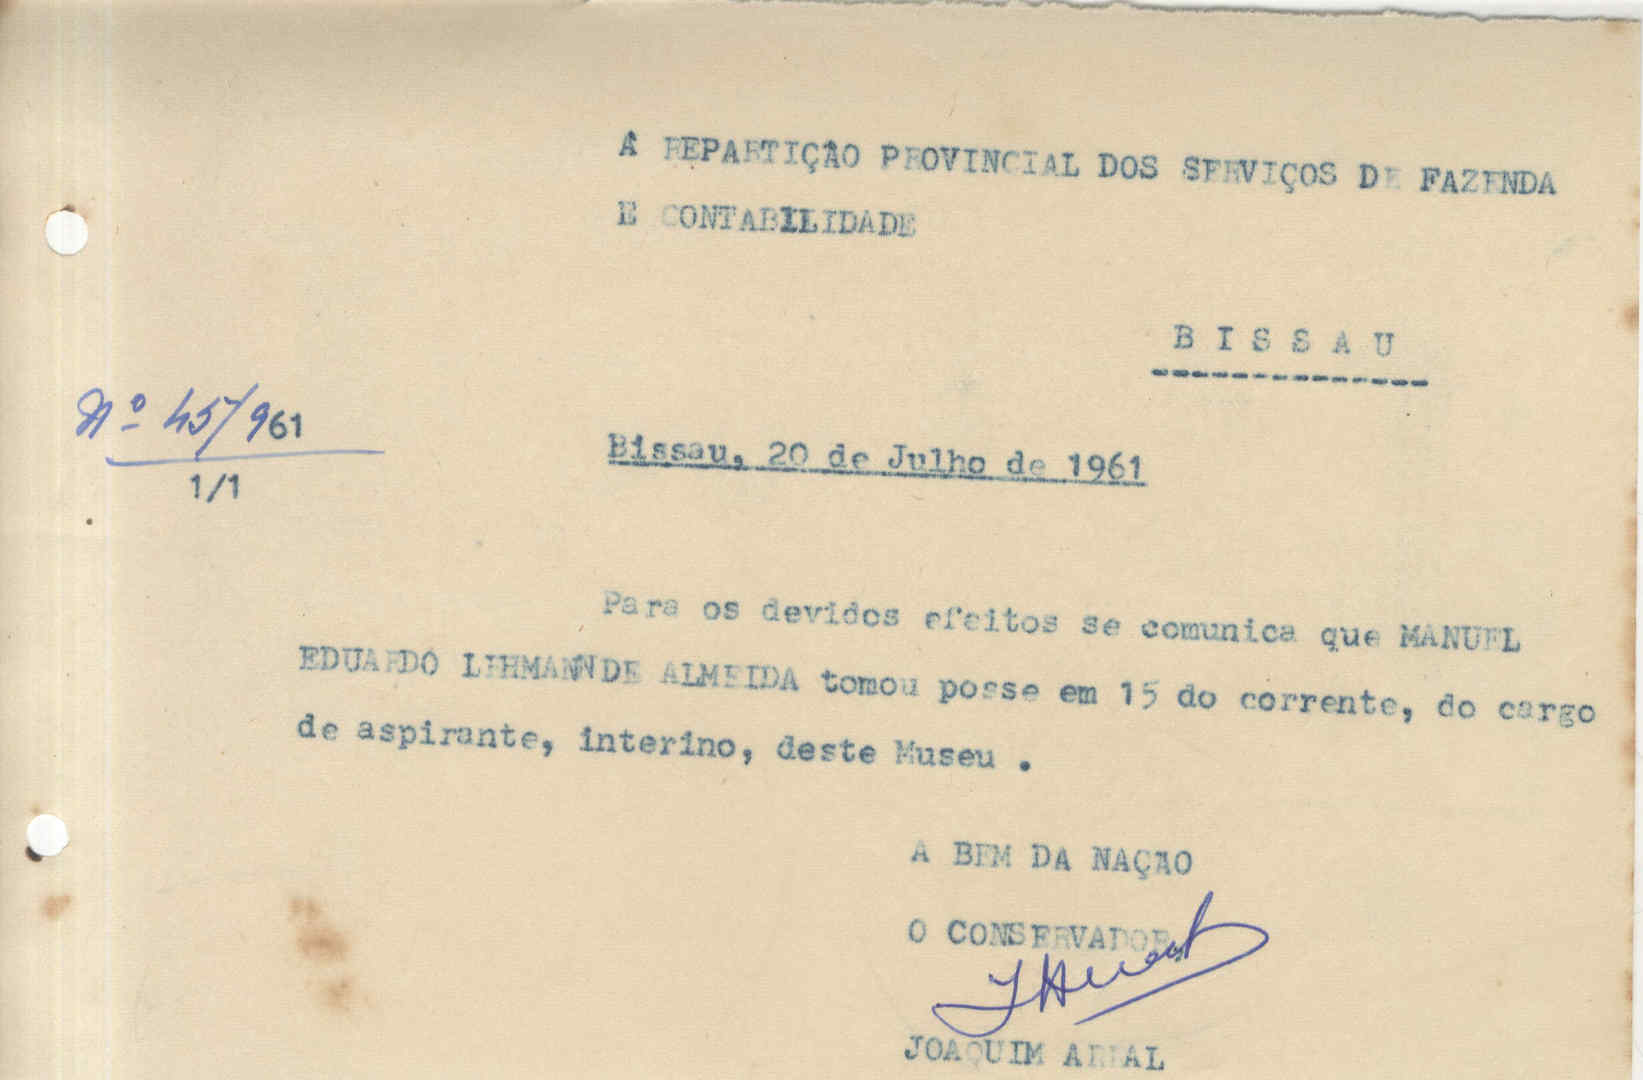 À REPARTIÇÃO PROVINCIAL DOS SERVIÇOS DE FAZENDA
E CONTABILIDADE
B I S S A U
Nº 45/961
1/1
Bissau, 20 de Julho de 1961
Para os devidos efeitos se comunica que MANUEL
EDUARDO LEHMANN DE ALMEIDA tomou posse em 15 do corrente, do cargo
de aspirante, interino, deste Museu .
A BEM DA NAÇÃO
O CONSERVADOR
JOAQUIM AREAL